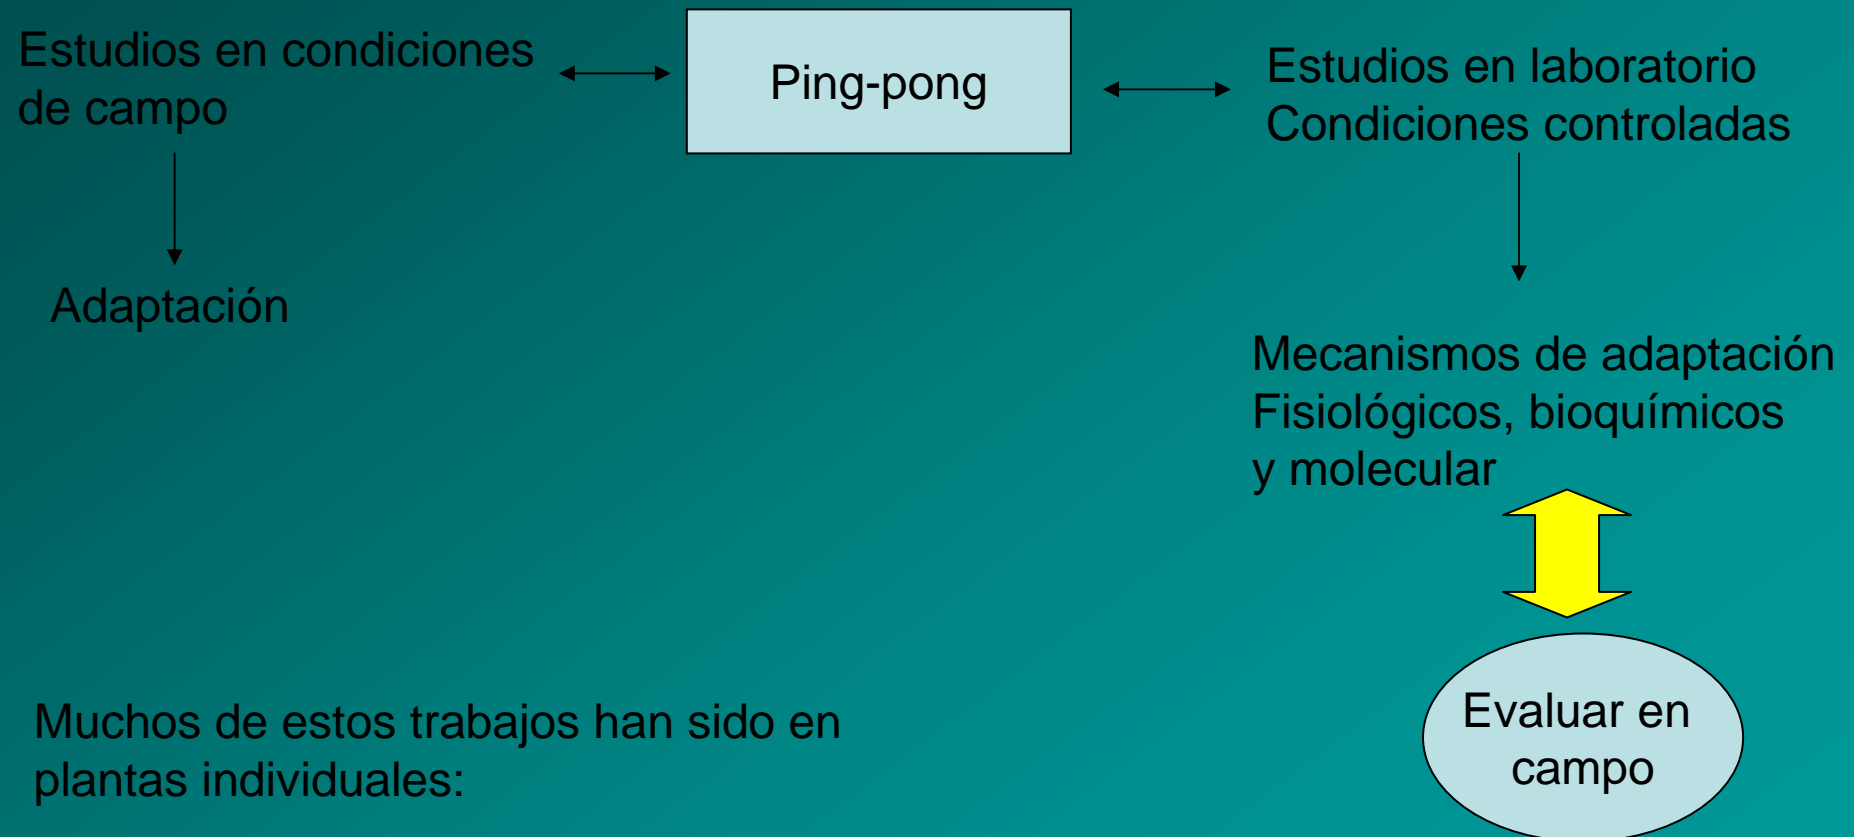 Estudios en condiciones
de campo
Ping-pong
Estudios en laboratorio
Condiciones controladas
Adaptación
Mecanismos de adaptación
Fisiológicos, bioquímicos
y molecular
Muchos de estos trabajos han sido en
plantas individuales:
Evaluar en
campo